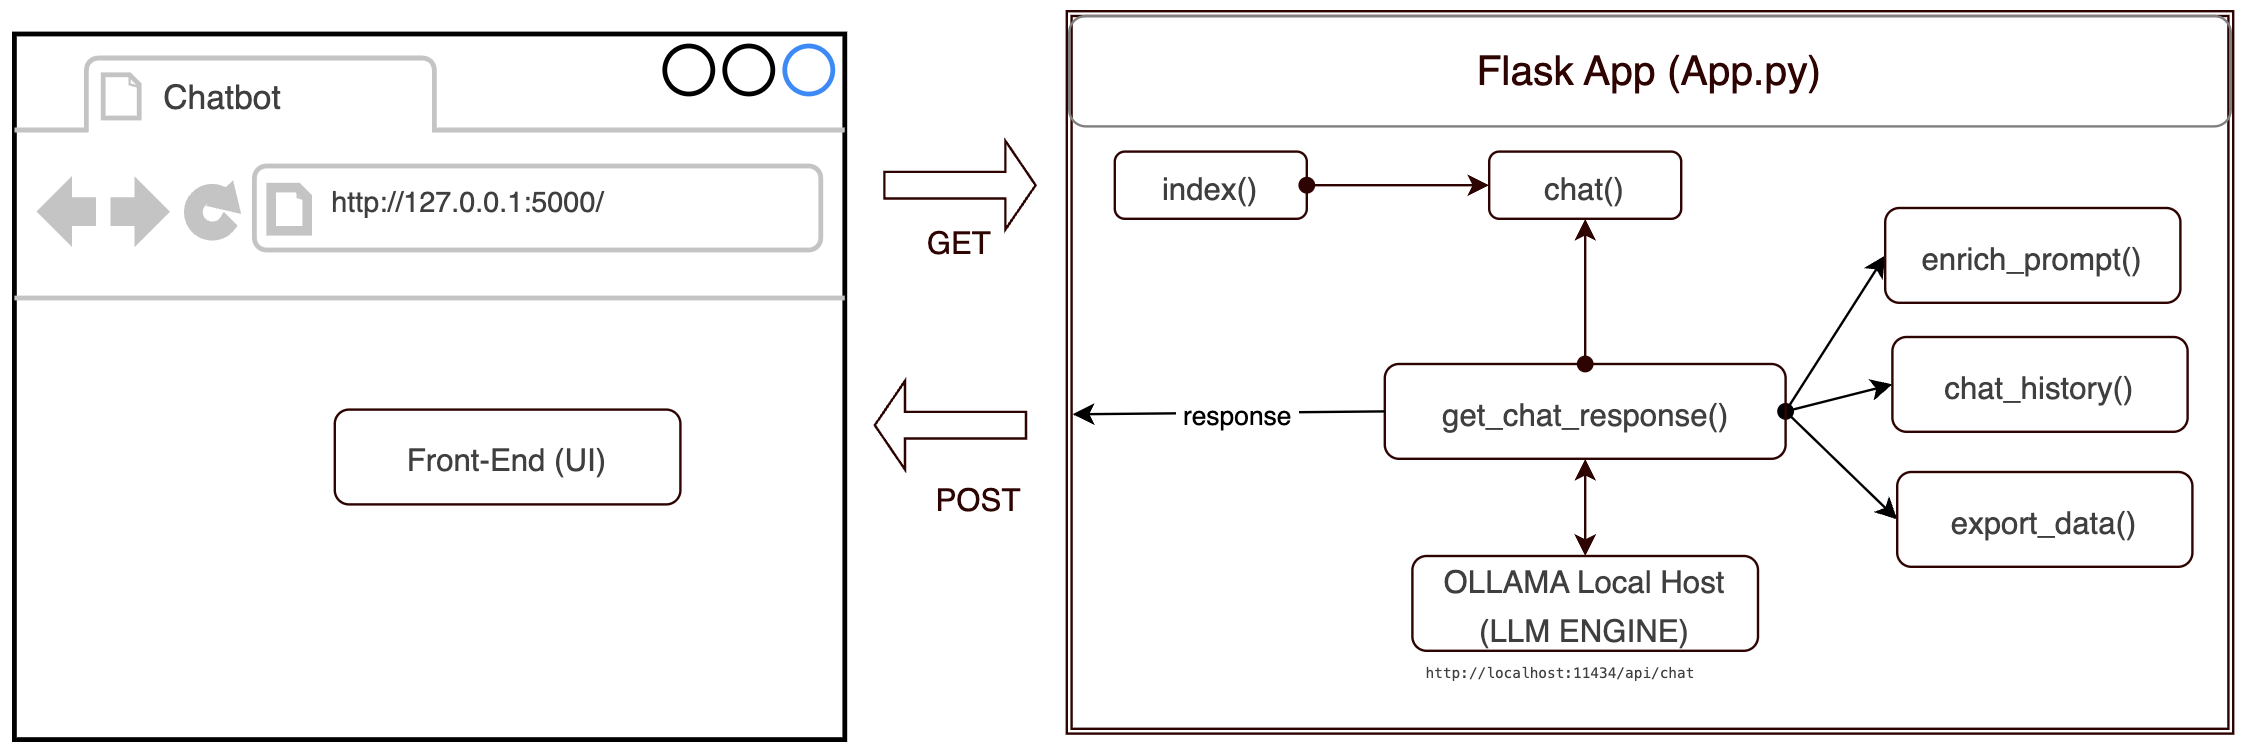 Chatbot
http://127.0.0.1:5000/
Front-End (UI)
GET
POST
Flask App (App.py)
index()
chat()
enrich_prompt()
chat_history()
response
get_chat_response()
export_data()
OLLAMA Local Host
(LLM ENGINE)
http://localhost:11434/api/chat